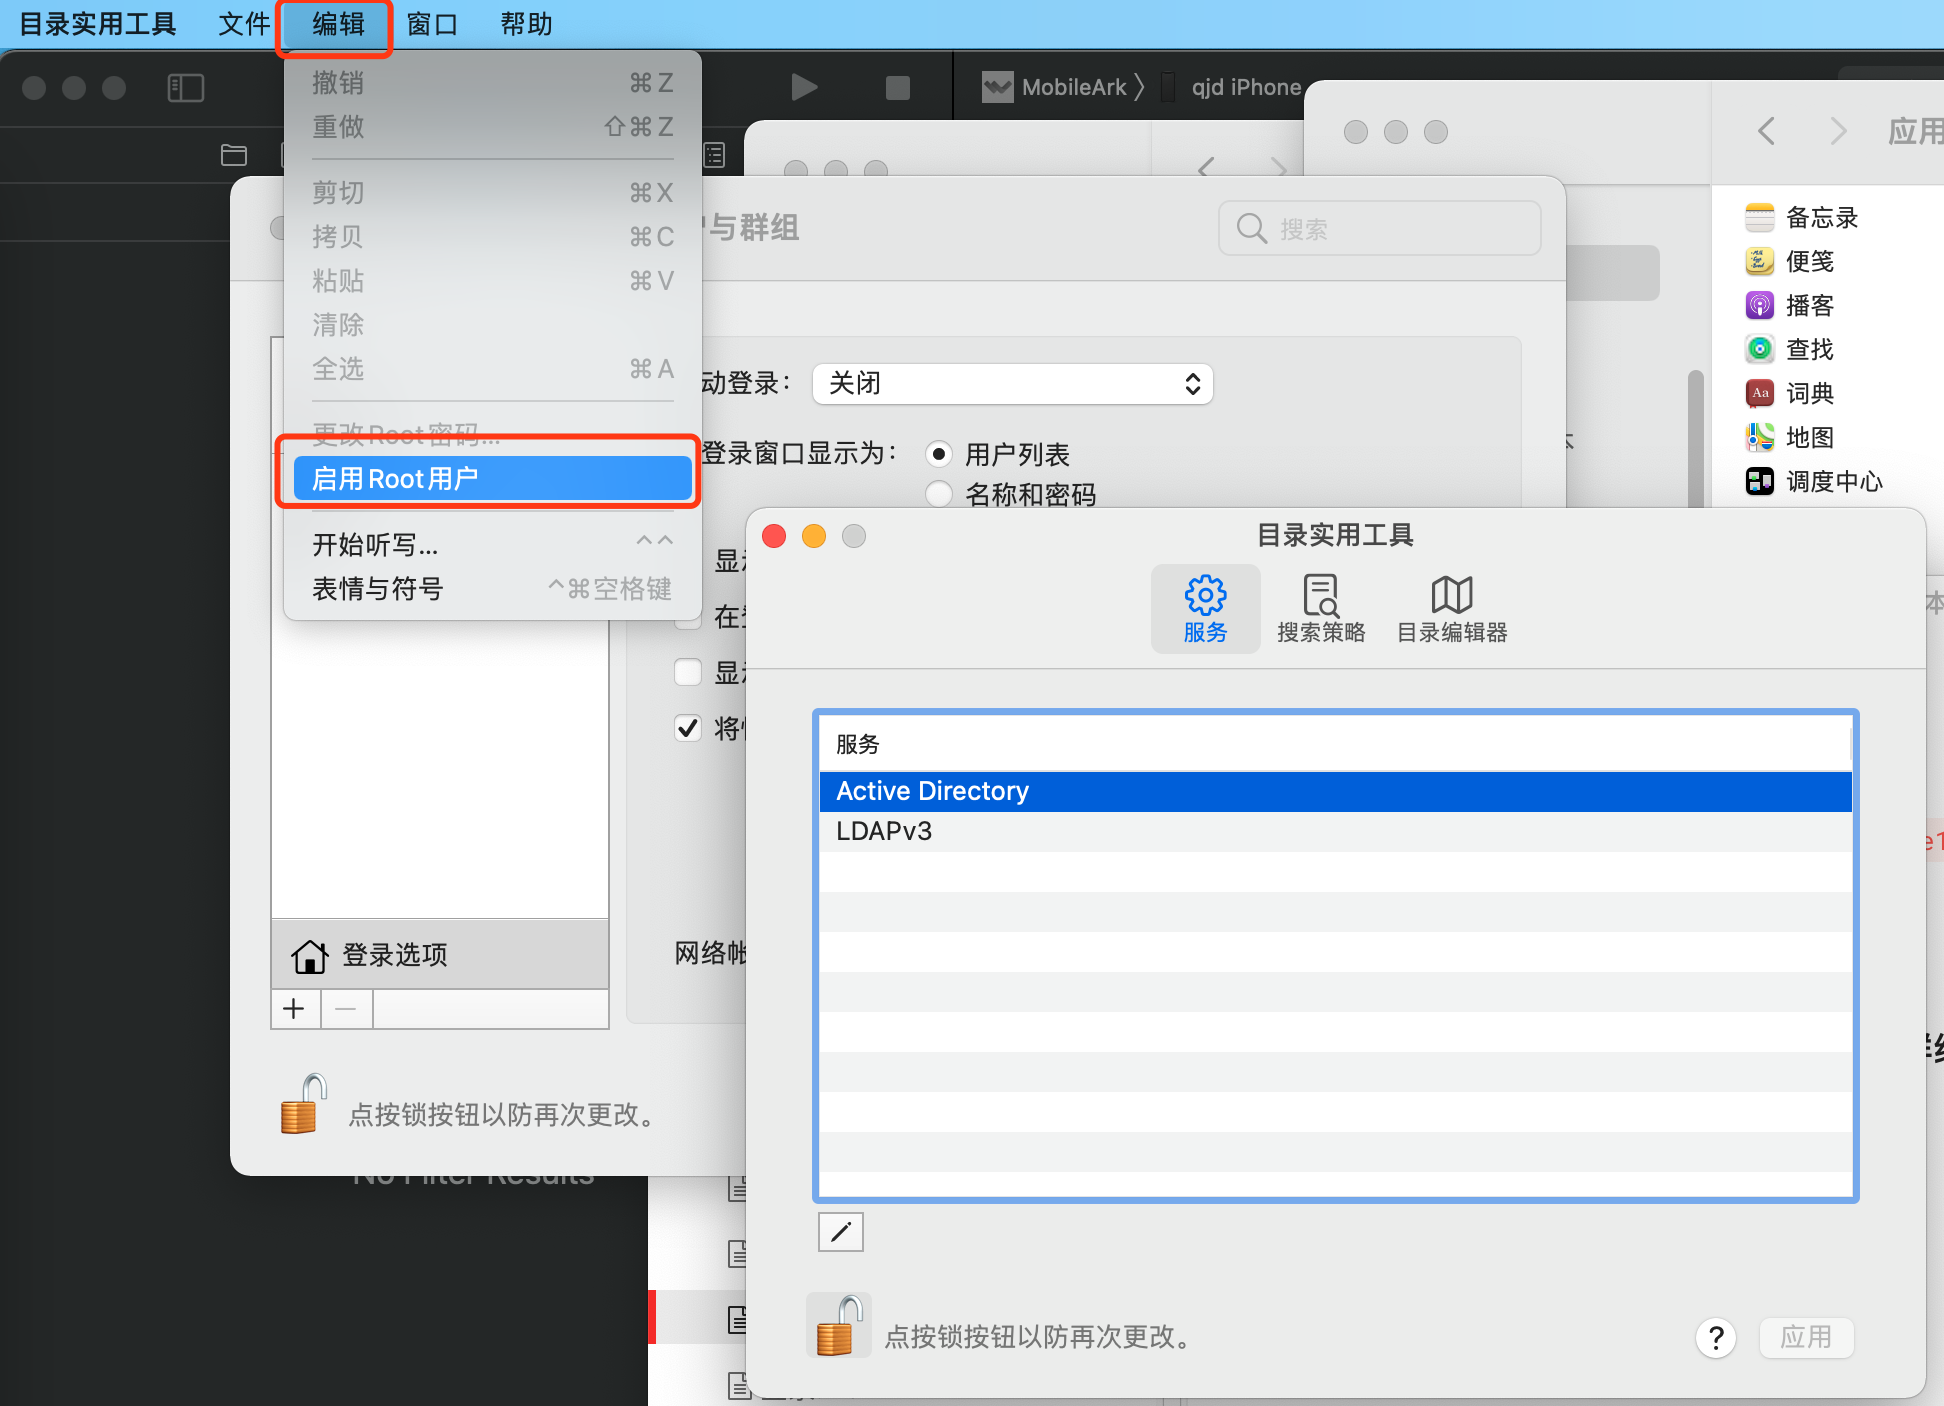 目录实用工具 文件 编辑 窗口 帮助
撤销 ⌘Z
重做 ⇧⌘Z
剪切 ⌘X
拷贝 ⌘C
粘贴 ⌘V
清除
全选 ⌘A
更改Root密码...
启用Root用户
开始听写... ^^
表情与符号 ^⌘空格键
MobileArk 〉 qjd iPhone
与群组
搜索
动登录：
关闭
登录窗口显示为：
用户列表
名称和密码
显
在
显
将
网络帐
登录选项
点按锁按钮以防再次更改。
No Filter Results
应用
备忘录
便笺
播客
查找
词典
地图
调度中心
本
目录实用工具
服务
搜索策略
目录编辑器
服务
Active Directory
LDAPv3
点按锁按钮以防再次更改。
?
应用